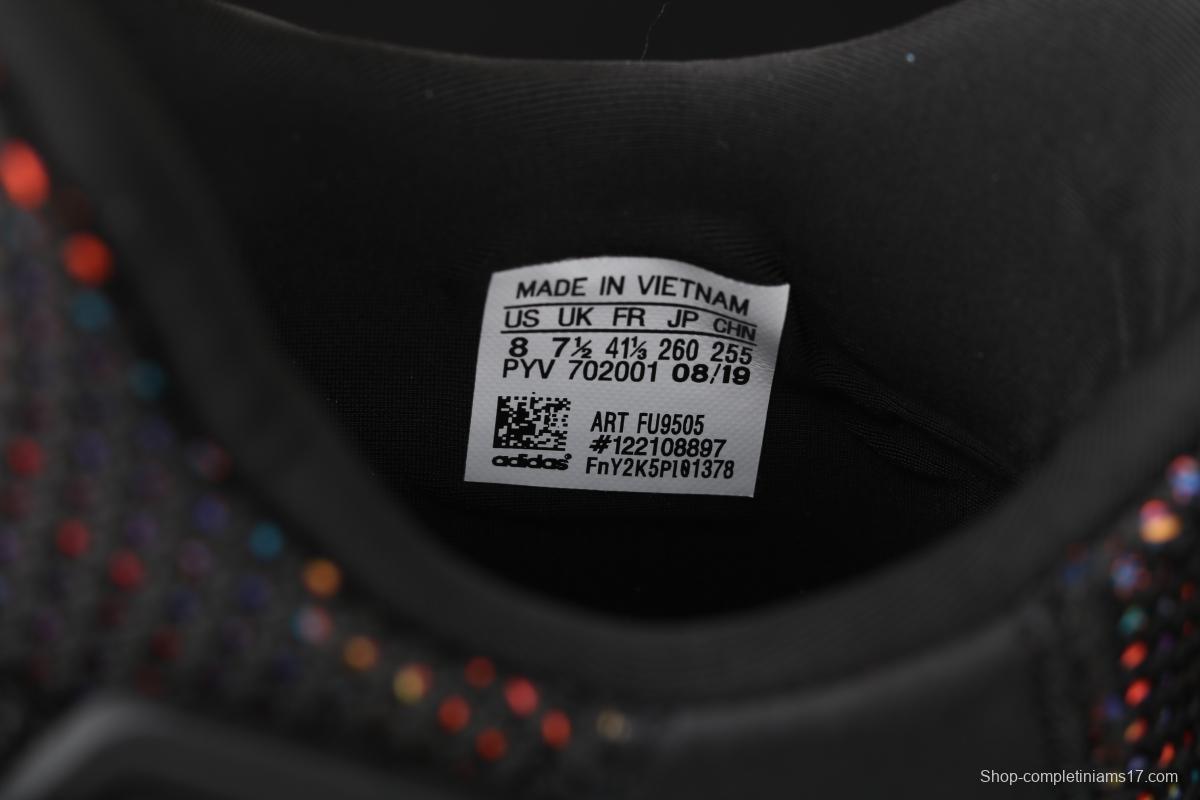 MADE IN VIETNAM
US UK FR JP CHN
8 7½ 41⅓ 260 255
PYV 702001 08/19
ART FU9505
#122108897
adidas FnY2K5PI01378
Shop-completiniams17.com